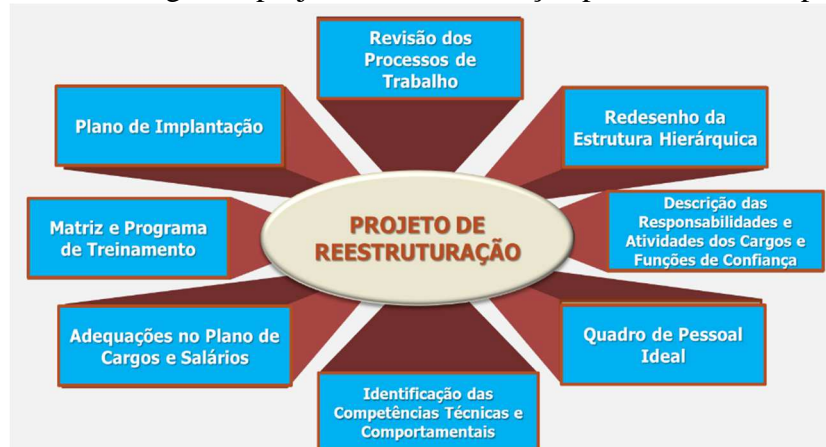 Revisão dos
Processos de
Trabalho
Plano de Implantação
Redesenho da
Estrutura Hierárquica
Matriz e Programa
de Treinamento
PROJETO DE
REESTRUTURAÇÃO
Descrição das
Responsabilidades e
Atividades dos Cargos e
Funções de Confiança
Adequações no Plano de
Cargos e Salários
Quadro de Pessoal
Ideal
Identificação das
Competências Técnicas e
Comportamentais